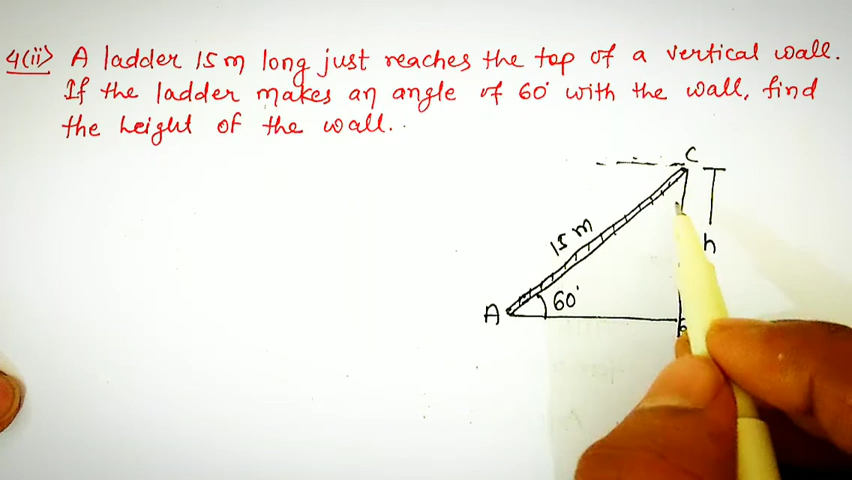 4(ii) A ladder 15m long just reaches the top of a vertical wall.
If the ladder makes an angle of 60° with the wall, find
the height of the wall.
C
15 m
h
A
60°